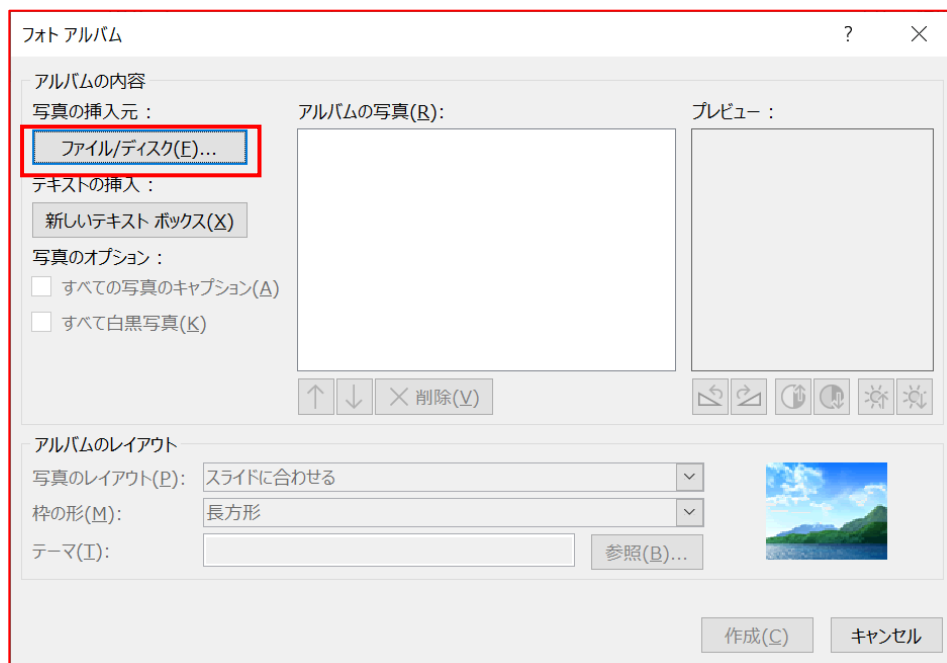 フォト アルバム
アルバムの内容
写真の挿入元：
ファイル/ディスク(F)...
テキストの挿入：
新しいテキスト ボックス(X)
写真のオプション：
すべての写真のキャプション(A)
すべて白黒写真(K)
アルバムの写真(R):
削除(V)
プレビュー：
アルバムのレイアウト
写真のレイアウト(P): スライドに合わせる
枠の形(M): 長方形
テーマ(T): 参照(B)...
作成(C) キャンセル